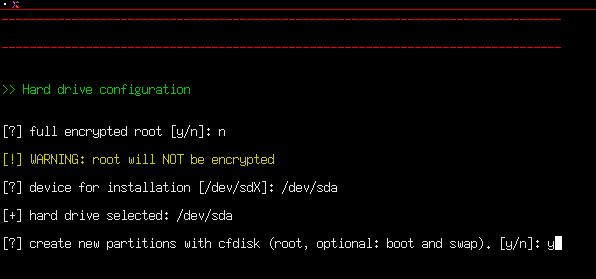 >> Hard drive configuration
[?] full encrypted root [y/n]: n
[!] WARNING: root will NOT be encrypted
[?] device for installation [/dev/sdX]: /dev/sda
[+] hard drive selected: /dev/sda
[?] create new partitions with cfdisk (root, optional: boot and swap). [y/n]: y